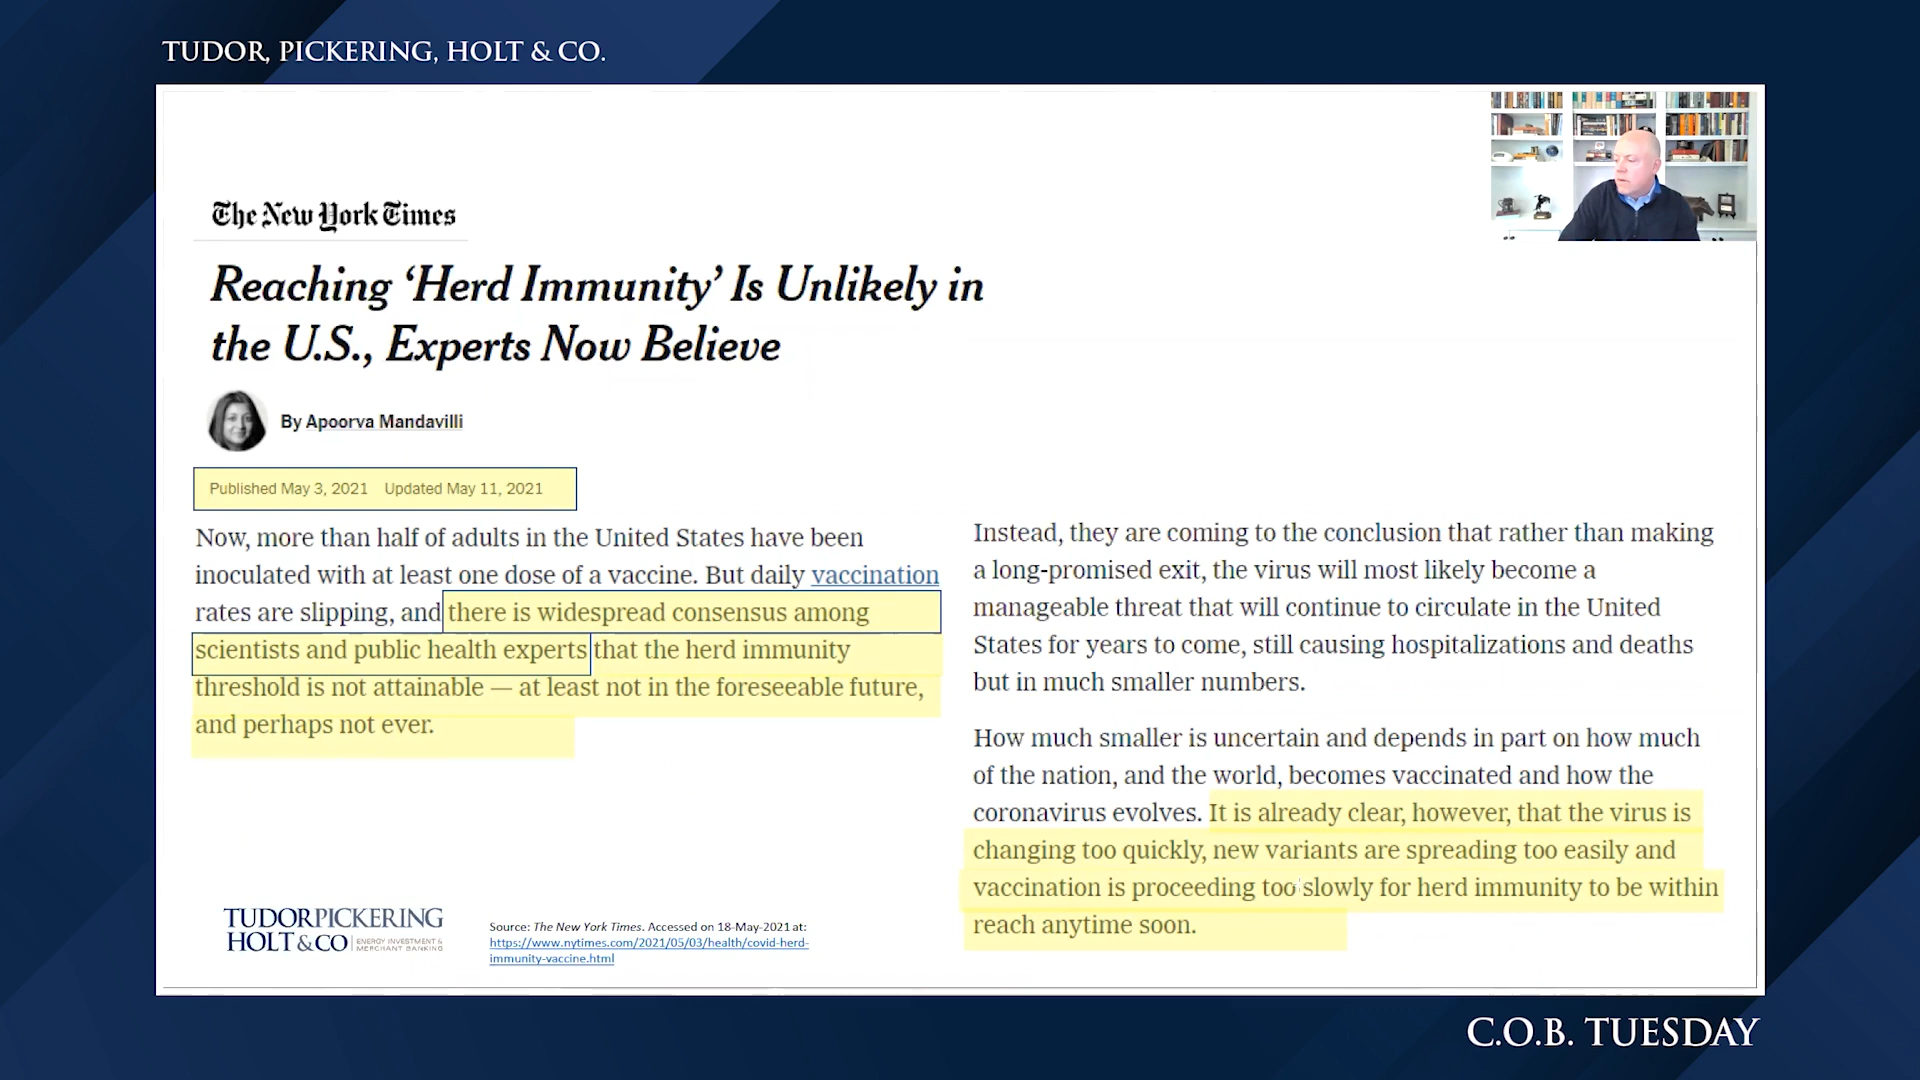 TUDOR, PICKERING, HOLT & CO.
The New York Times
Reaching ‘Herd Immunity’ Is Unlikely in
the U.S., Experts Now Believe
By Apoorva Mandavilli
Published May 3, 2021 Updated May 11, 2021
Now, more than half of adults in the United States have been
inoculated with at least one dose of a vaccine. But daily vaccination
rates are slipping, and there is widespread consensus among
scientists and public health experts that the herd immunity
threshold is not attainable — at least not in the foreseeable future,
and perhaps not ever.
Instead, they are coming to the conclusion that rather than making
a long-promised exit, the virus will most likely become a
manageable threat that will continue to circulate in the United
States for years to come, still causing hospitalizations and deaths
but in much smaller numbers.
How much smaller is uncertain and depends in part on how much
of the nation, and the world, becomes vaccinated and how the
coronavirus evolves. It is already clear, however, that the virus is
changing too quickly, new variants are spreading too easily and
vaccination is proceeding too slowly for herd immunity to be within
reach anytime soon.
TUDORPICKERING
HOLT&CO | ENERGY INVESTMENT &
MERCHANT BANKING
Source: The New York Times. Accessed on 18-May-2021 at:
https://www.nytimes.com/2021/05/03/health/covid-herd-
immunity-vaccine.html
C.O.B. TUESDAY